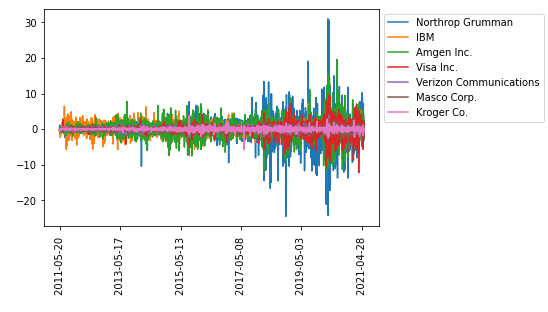 Northrop Grumman
IBM
Amgen Inc.
Visa Inc.
Verizon Communications
Masco Corp.
Kroger Co.
30
20
10
0
−10
−20
2011-05-20
2013-05-17
2015-05-13
2017-05-08
2019-05-03
2021-04-28